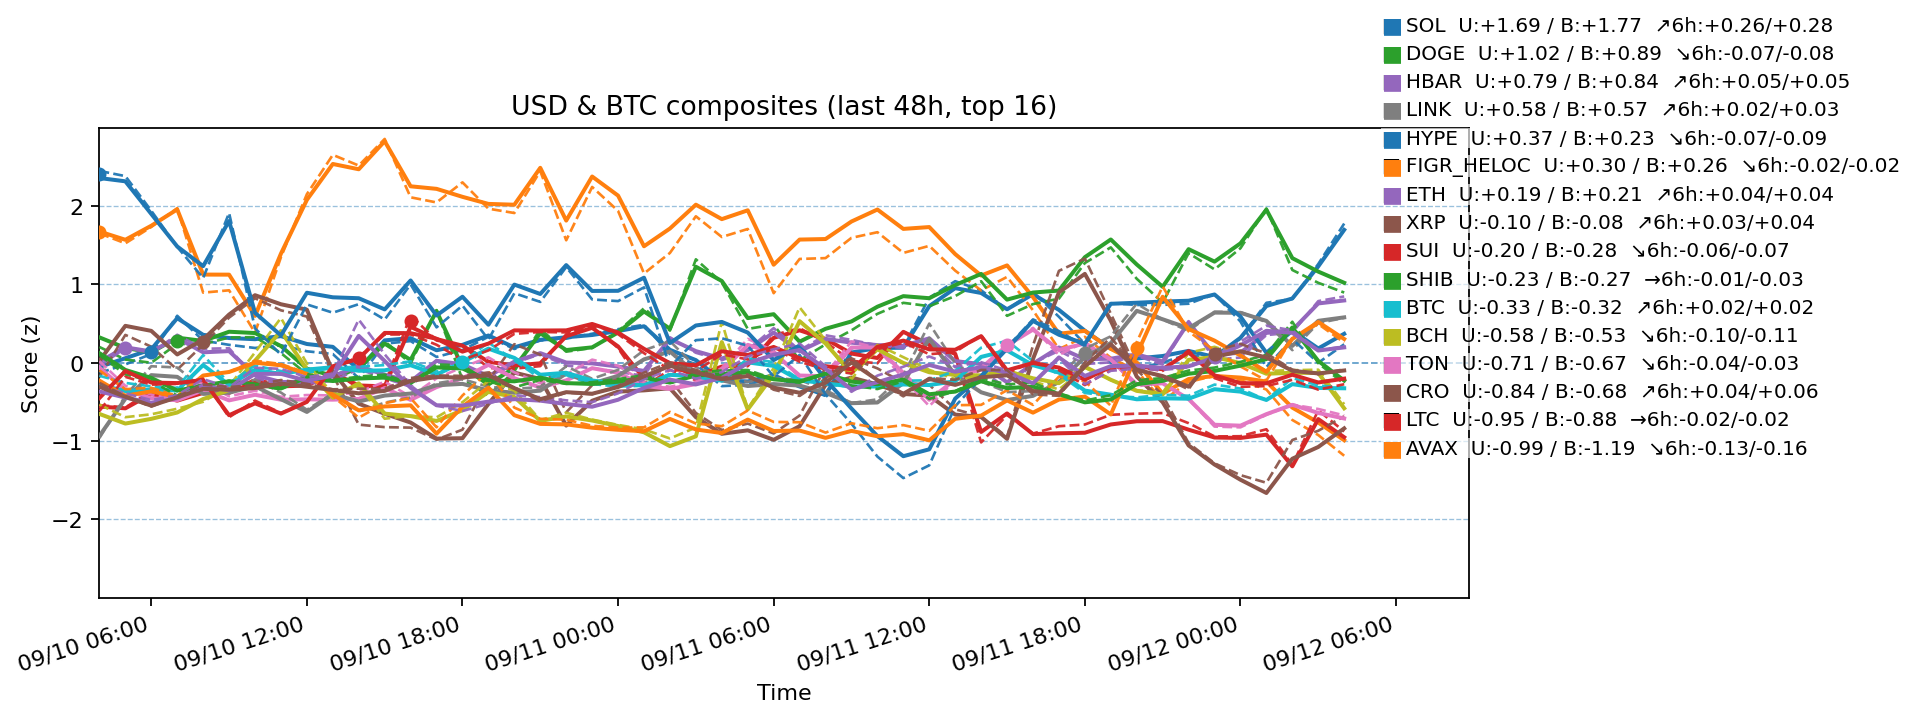 SOL U:+1.69 / B:+1.77 ↗6h:+0.26/+0.28
DOGE U:+1.02 / B:+0.89 ↘6h:-0.07/-0.08
HBAR U:+0.79 / B:+0.84 ↗6h:+0.05/+0.05
LINK U:+0.58 / B:+0.57 ↗6h:+0.02/+0.03
HYPE U:+0.37 / B:+0.23 ↘6h:-0.07/-0.09
FIGR_HELOC U:+0.30 / B:+0.26 ↘6h:-0.02/-0.02
ETH U:+0.19 / B:+0.21 ↗6h:+0.04/+0.04
XRP U:-0.10 / B:-0.08 ↗6h:+0.03/+0.04
SUI U:-0.20 / B:-0.28 ↘6h:-0.06/-0.07
SHIB U:-0.23 / B:-0.27 →6h:-0.01/-0.03
BTC U:-0.33 / B:-0.32 ↗6h:+0.02/+0.02
BCH U:-0.58 / B:-0.53 ↘6h:-0.10/-0.11
TON U:-0.71 / B:-0.67 ↘6h:-0.04/-0.03
CRO U:-0.84 / B:-0.68 ↗6h:+0.04/+0.06
LTC U:-0.95 / B:-0.88 →6h:-0.02/-0.02
AVAX U:-0.99 / B:-1.19 ↘6h:-0.13/-0.16
USD & BTC composites (last 48h, top 16)
Score (z)
2
1
0
−1
−2
09/10 06:00
09/10 12:00
09/10 18:00
09/11 00:00
09/11 06:00
09/11 12:00
09/11 18:00
09/12 00:00
09/12 06:00
Time